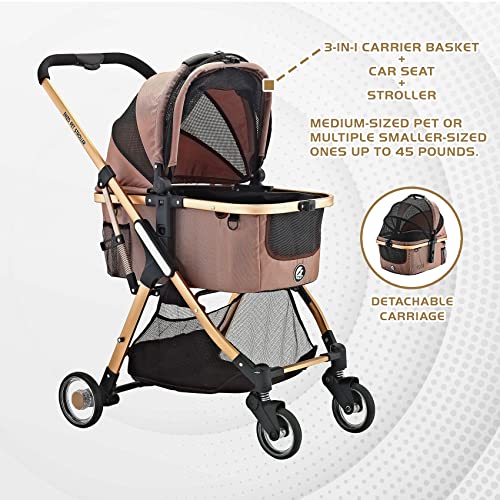 3-IN-1 CARRIER BASKET
+
CAR SEAT
+
STROLLER
MEDIUM-SIZED PET OR
MULTIPLE SMALLER-SIZED
ONES UP TO 45 POUNDS.
DETACHABLE
CARRIAGE